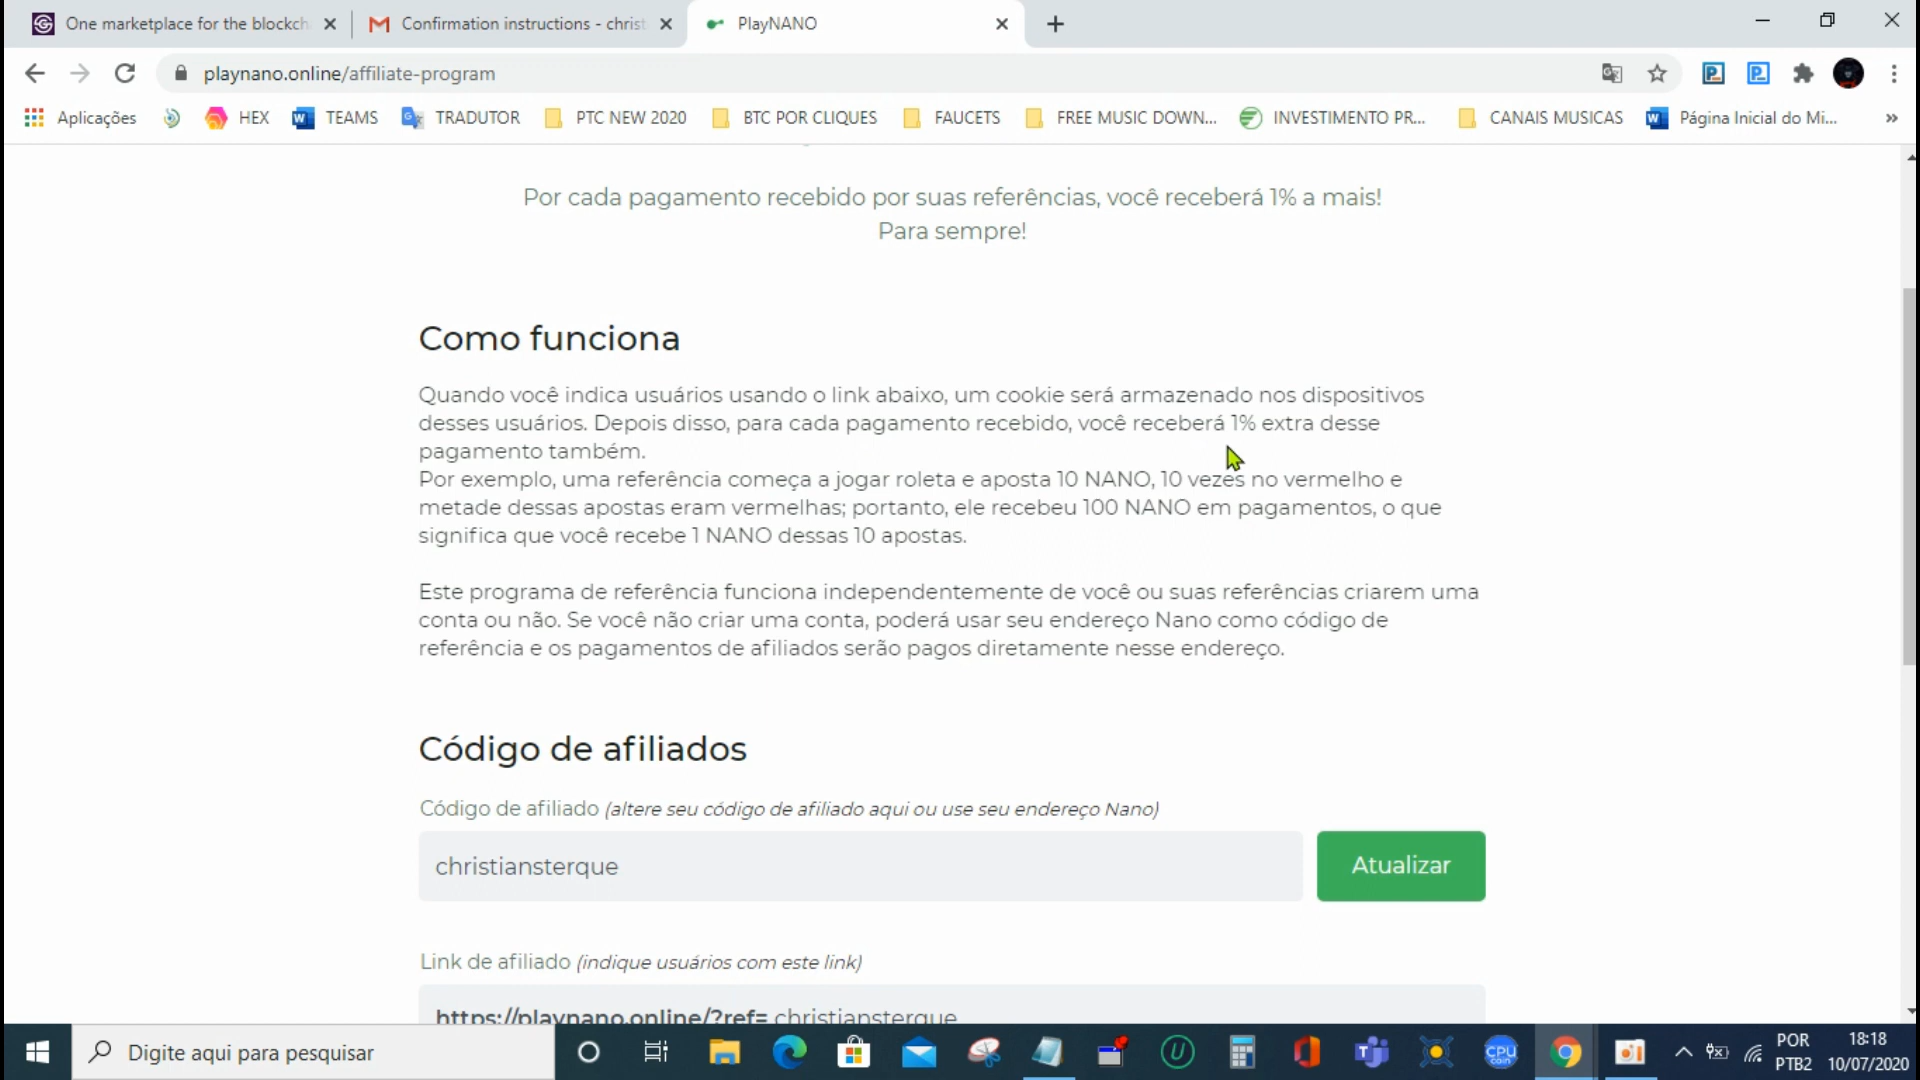 One marketplace for the blockch
Confirmation instructions - christ
PlayNANO
playnano.online/affiliate-program
Aplicações
HEX
TEAMS
TRADUTOR
PTC NEW 2020
BTC POR CLIQUES
FAUCETS
FREE MUSIC DOWN...
INVESTIMENTO PR...
CANAIS MUSICAS
Página Inicial do Mi...
Por cada pagamento recebido por suas referências, você receberá 1% a mais!
Para sempre!
Como funciona
Quando você indica usuários usando o link abaixo, um cookie será armazenado nos dispositivos
desses usuários. Depois disso, para cada pagamento recebido, você receberá 1% extra desse
pagamento também.
Por exemplo, uma referência começa a jogar roleta e aposta 10 NANO, 10 vezes no vermelho e
metade dessas apostas eram vermelhas; portanto, ele recebeu 100 NANO em pagamentos, o que
significa que você recebe 1 NANO dessas 10 apostas.
Este programa de referência funciona independentemente de você ou suas referências criarem uma
conta ou não. Se você não criar uma conta, poderá usar seu endereço Nano como código de
referência e os pagamentos de afiliados serão pagos diretamente nesse endereço.
Código de afiliados
Código de afiliado (altere seu código de afiliado aqui ou use seu endereço Nano)
christiansterque
Atualizar
Link de afiliado (indique usuários com este link)
https://playnano.online/?ref= christiansterque
Digite aqui para pesquisar
CPU
coin
POR
PTB2
18:18
10/07/2020